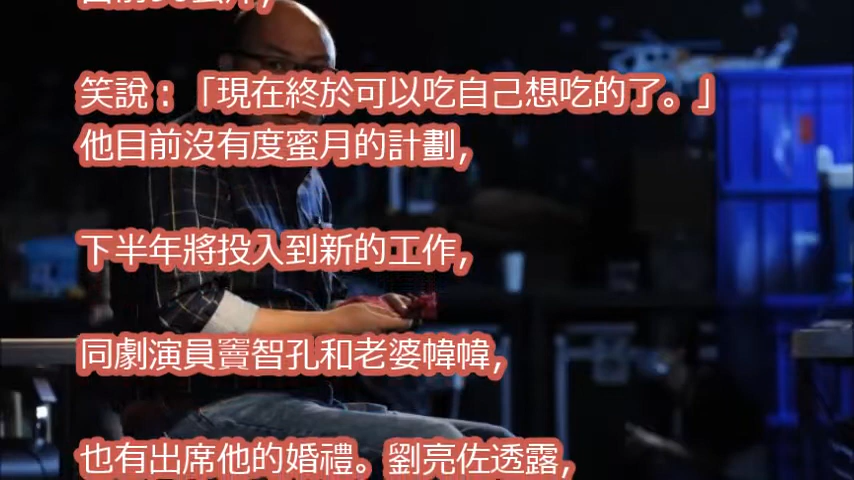 笑說：「現在終於可以吃自己想吃的了。」
他目前沒有度蜜月的計劃，
下半年將投入到新的工作，
同劇演員竇智孔和老婆幃幃，
也有出席他的婚禮。劉亮佐透露，